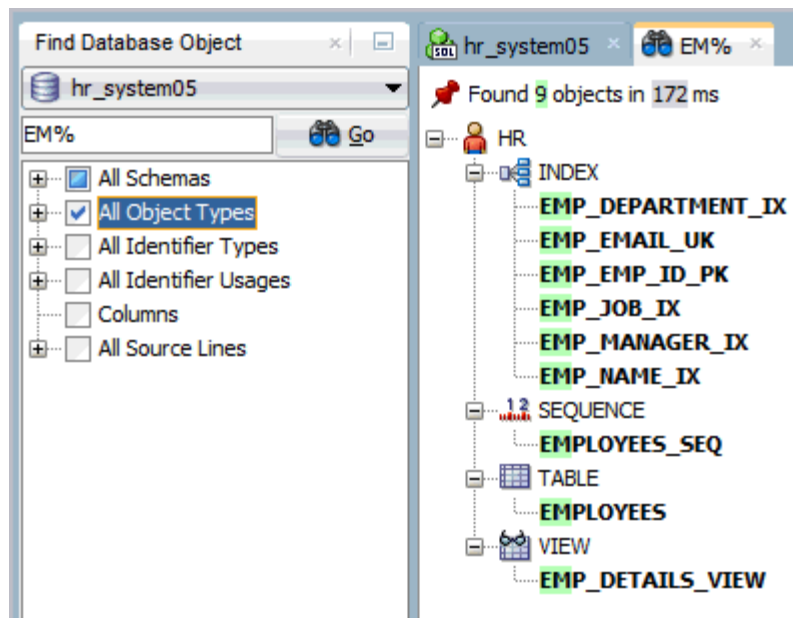 Find Database Object
hr_system05
EM%
Go
All Schemas
All Object Types
All Identifier Types
All Identifier Usages
Columns
All Source Lines
SQL hr_system05
EM%
Found 9 objects in 172 ms
HR
INDEX
EMP_DEPARTMENT_IX
EMP_EMAIL_UK
EMP_EMP_ID_PK
EMP_JOB_IX
EMP_MANAGER_IX
EMP_NAME_IX
12 SEQUENCE
EMPLOYEES_SEQ
TABLE
EMPLOYEES
VIEW
EMP_DETAILS_VIEW